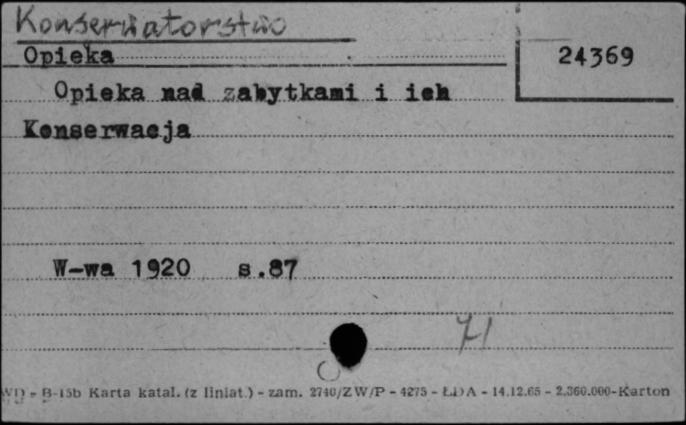 Konserwatorstwo
Opieka
24369
Opieka nad zabytkami i ich
Konserwacja
W-wa 1920 s.87
71
WD - B-15b Karta katal. (z liniat.) - zam. 2740/ZW/P - 4275 - ŁDA - 14.12.65 - 2.360.000-Karton